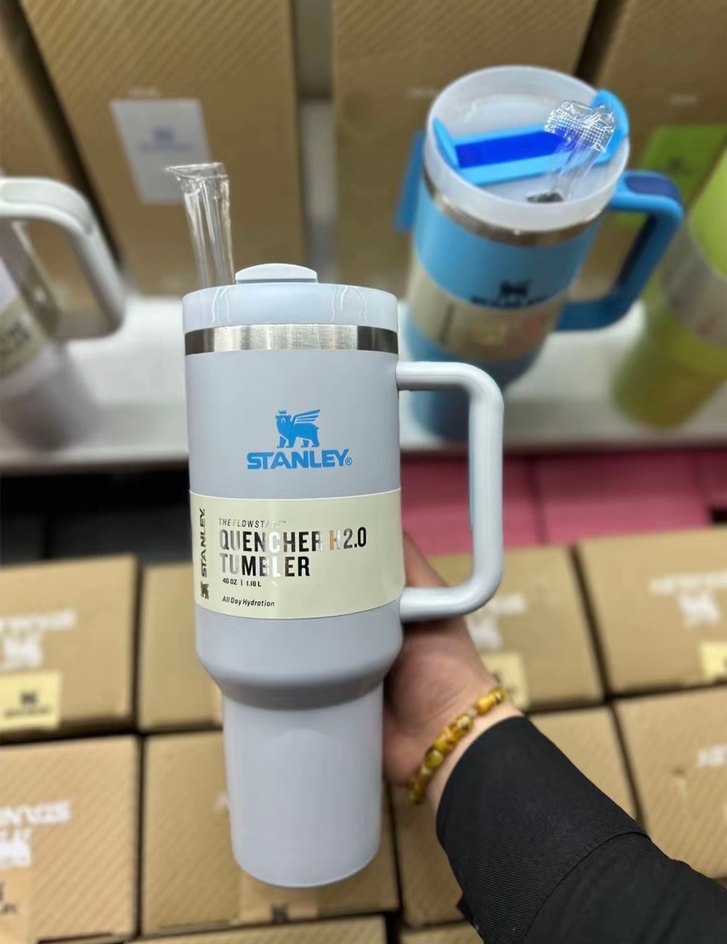 STANLEY®
STANLEY
THE FLOWSTATE™
QUENCHER H2.0
TUMBLER
40 OZ | 1.18 L
All Day Hydration